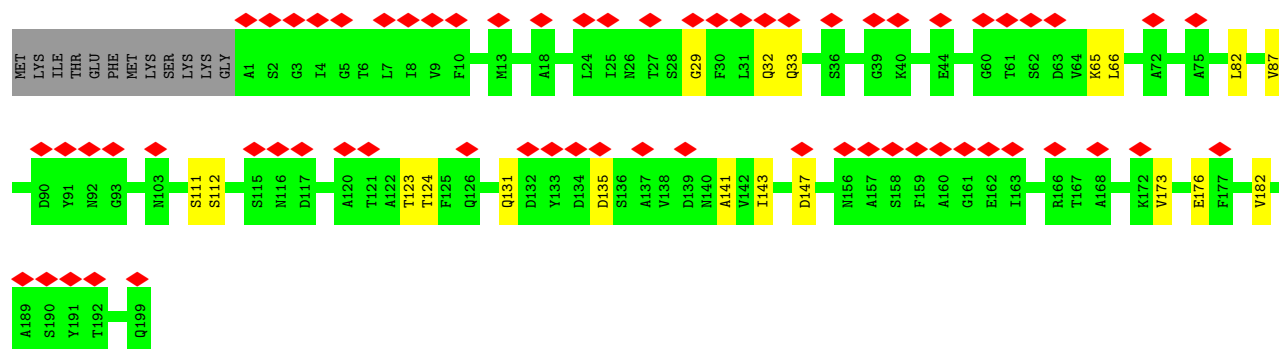 MET LYS ILE THR GLU PHE MET LYS SER LYS LYS GLY A1 S2 G3 I4 G5 T6 L7 I8 V9 F10 M13 A18 L24 I25 N26 T27 S28 G29 F30 L31 Q32 Q33 S36 G39 K40 E44 G60 T61 S62 D63 V64 K65 L66 A72 A75 L82 V87
D90 Y91 N92 G93 N103 S111 S112 S115 N116 D117 A120 T121 A122 T123 T124 F125 Q126 Q131 D132 Y133 D134 D135 S136 A137 V138 D139 N140 A141 V142 I143 D147 N156 A157 S158 F159 A160 G161 E162 I163 R166 T167 A168 K172 V173 E176 F177 V182
A189 S190 Y191 T192 Q199